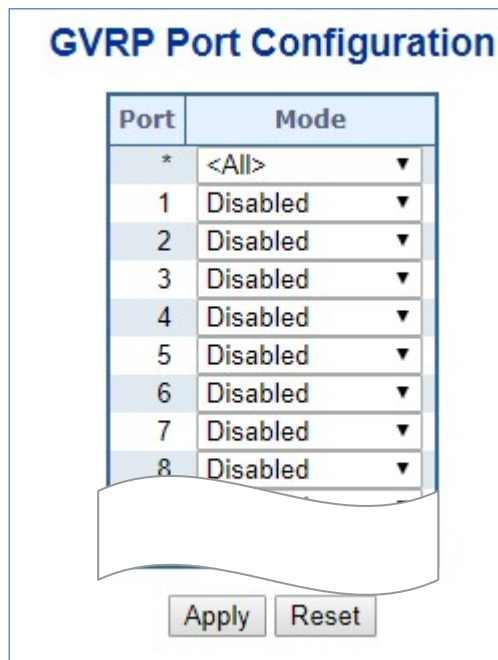 GVRP Port Configuration
Port Mode
* <All>
1 Disabled
2 Disabled
3 Disabled
4 Disabled
5 Disabled
6 Disabled
7 Disabled
8 Disabled
Apply Reset